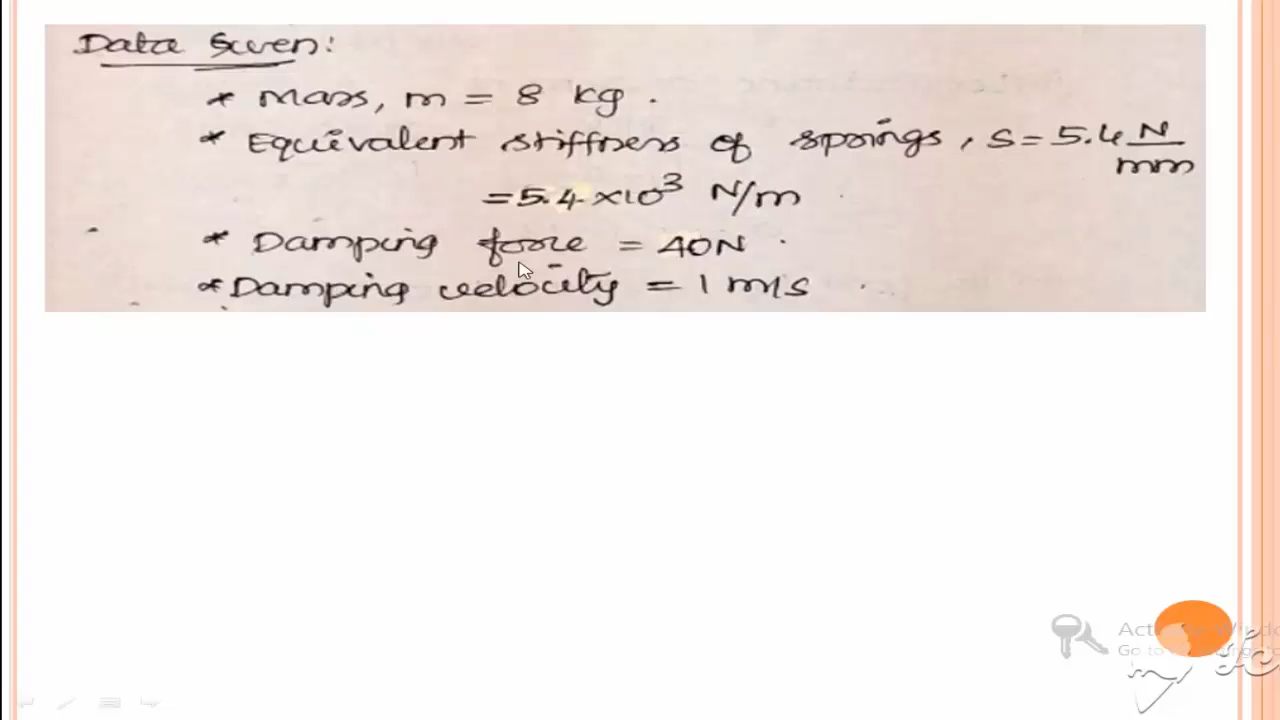 Data Given:
* Mass, m = 8 kg.
* Equivalent stiffness of springs, s = 5.4 N/mm
= 5.4 × 10³ N/m
* Damping force = 40N.
* Damping velocity = 1 m/s